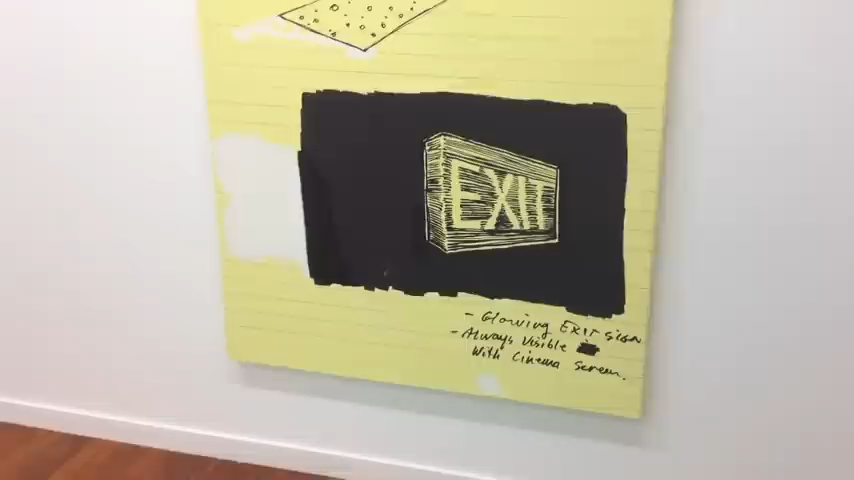 EXIT
- Glowing EXIT sign
- Always visible
with cinema screen.